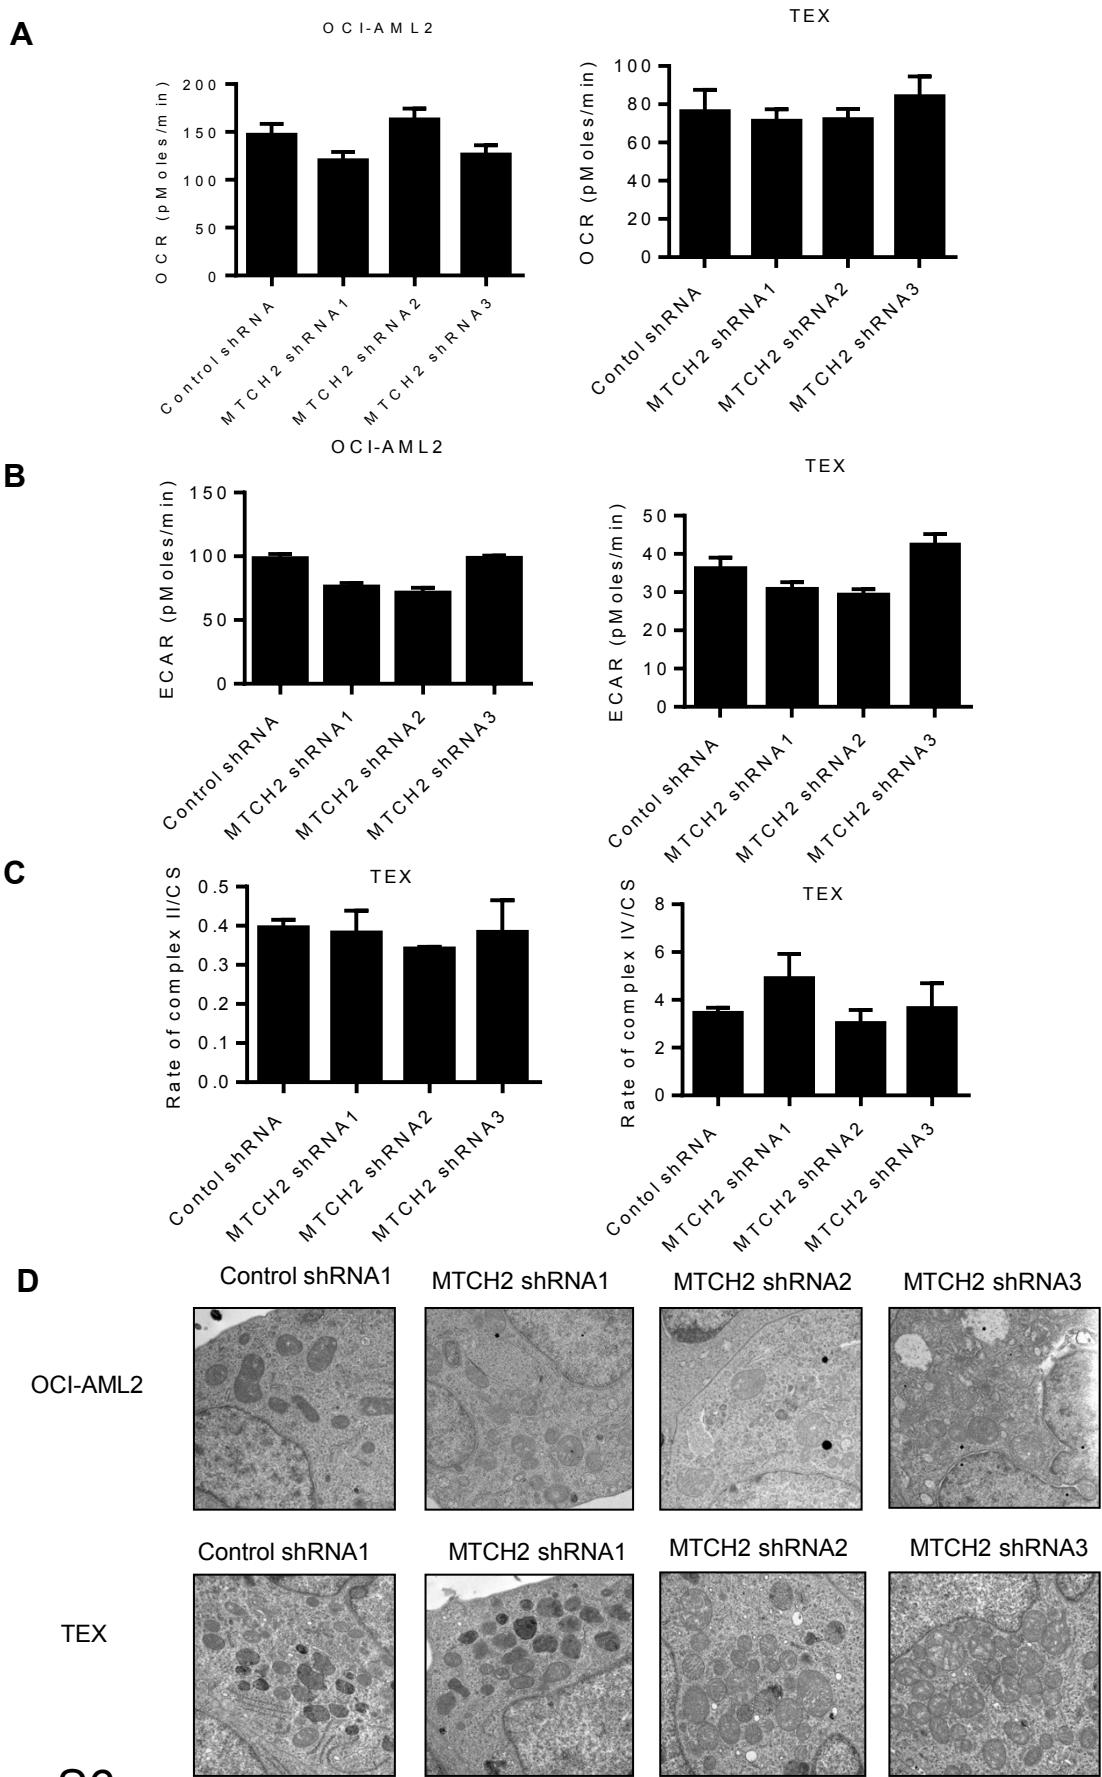 A
OCI-AML2
TEX
OCR (pMoles/min)
200
150
100
50
0
Control shRNA
MTCH2 shRNA1
MTCH2 shRNA2
MTCH2 shRNA3
OCR (pMoles/min)
100
80
60
40
20
0
Contol shRNA
MTCH2 shRNA1
MTCH2 shRNA2
MTCH2 shRNA3
B
OCI-AML2
TEX
ECAR (pMoles/min)
150
100
50
0
Control shRNA
MTCH2 shRNA1
MTCH2 shRNA2
MTCH2 shRNA3
ECAR (pMoles/min)
50
40
30
20
10
0
Contol shRNA
MTCH2 shRNA1
MTCH2 shRNA2
MTCH2 shRNA3
C
TEX
TEX
Rate of complex II/CS
0.5
0.4
0.3
0.2
0.1
0.0
Contol shRNA
MTCH2 shRNA1
MTCH2 shRNA2
MTCH2 shRNA3
Rate of complex IV/CS
8
6
4
2
0
Contol shRNA
MTCH2 shRNA1
MTCH2 shRNA2
MTCH2 shRNA3
D
Control shRNA1
MTCH2 shRNA1
MTCH2 shRNA2
MTCH2 shRNA3
OCI-AML2
Control shRNA1
MTCH2 shRNA1
MTCH2 shRNA2
MTCH2 shRNA3
TEX